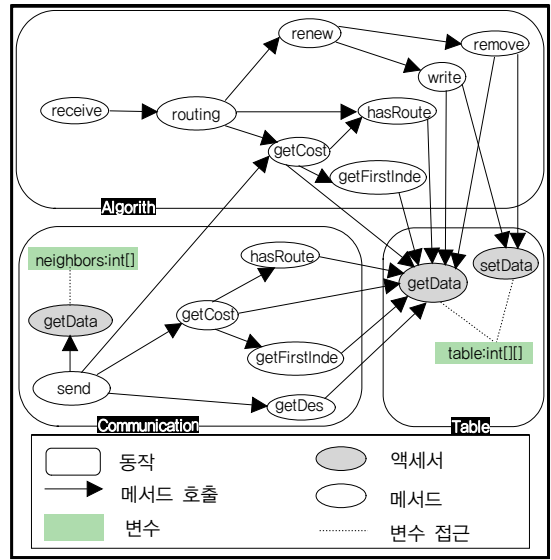 renew
remove
write
receive
routing
hasRoute
getCost
getFirstInde
Algorith
neighbors:int[]
hasRoute
getData
setData
getData
getCost
getFirstInde
table:int[][]
send
getDes
Communication
Table
동작
액세서
메서드 호출
메서드
변수
변수 접근